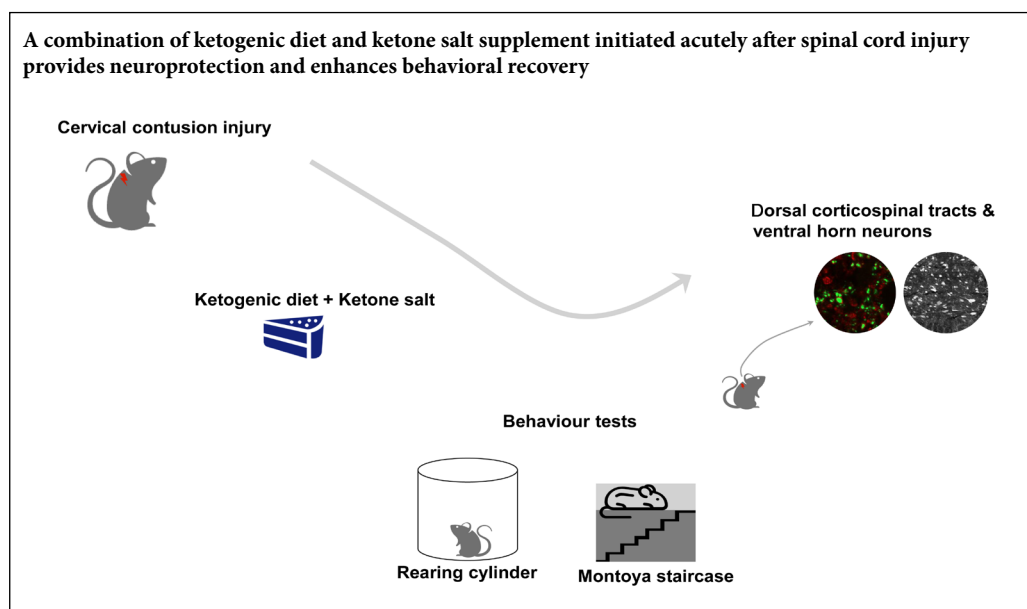 A combination of ketogenic diet and ketone salt supplement initiated acutely after spinal cord injury
provides neuroprotection and enhances behavioral recovery
Cervical contusion injury
Dorsal corticospinal tracts &
ventral horn neurons
Ketogenic diet + Ketone salt
Behaviour tests
Rearing cylinder
Montoya staircase